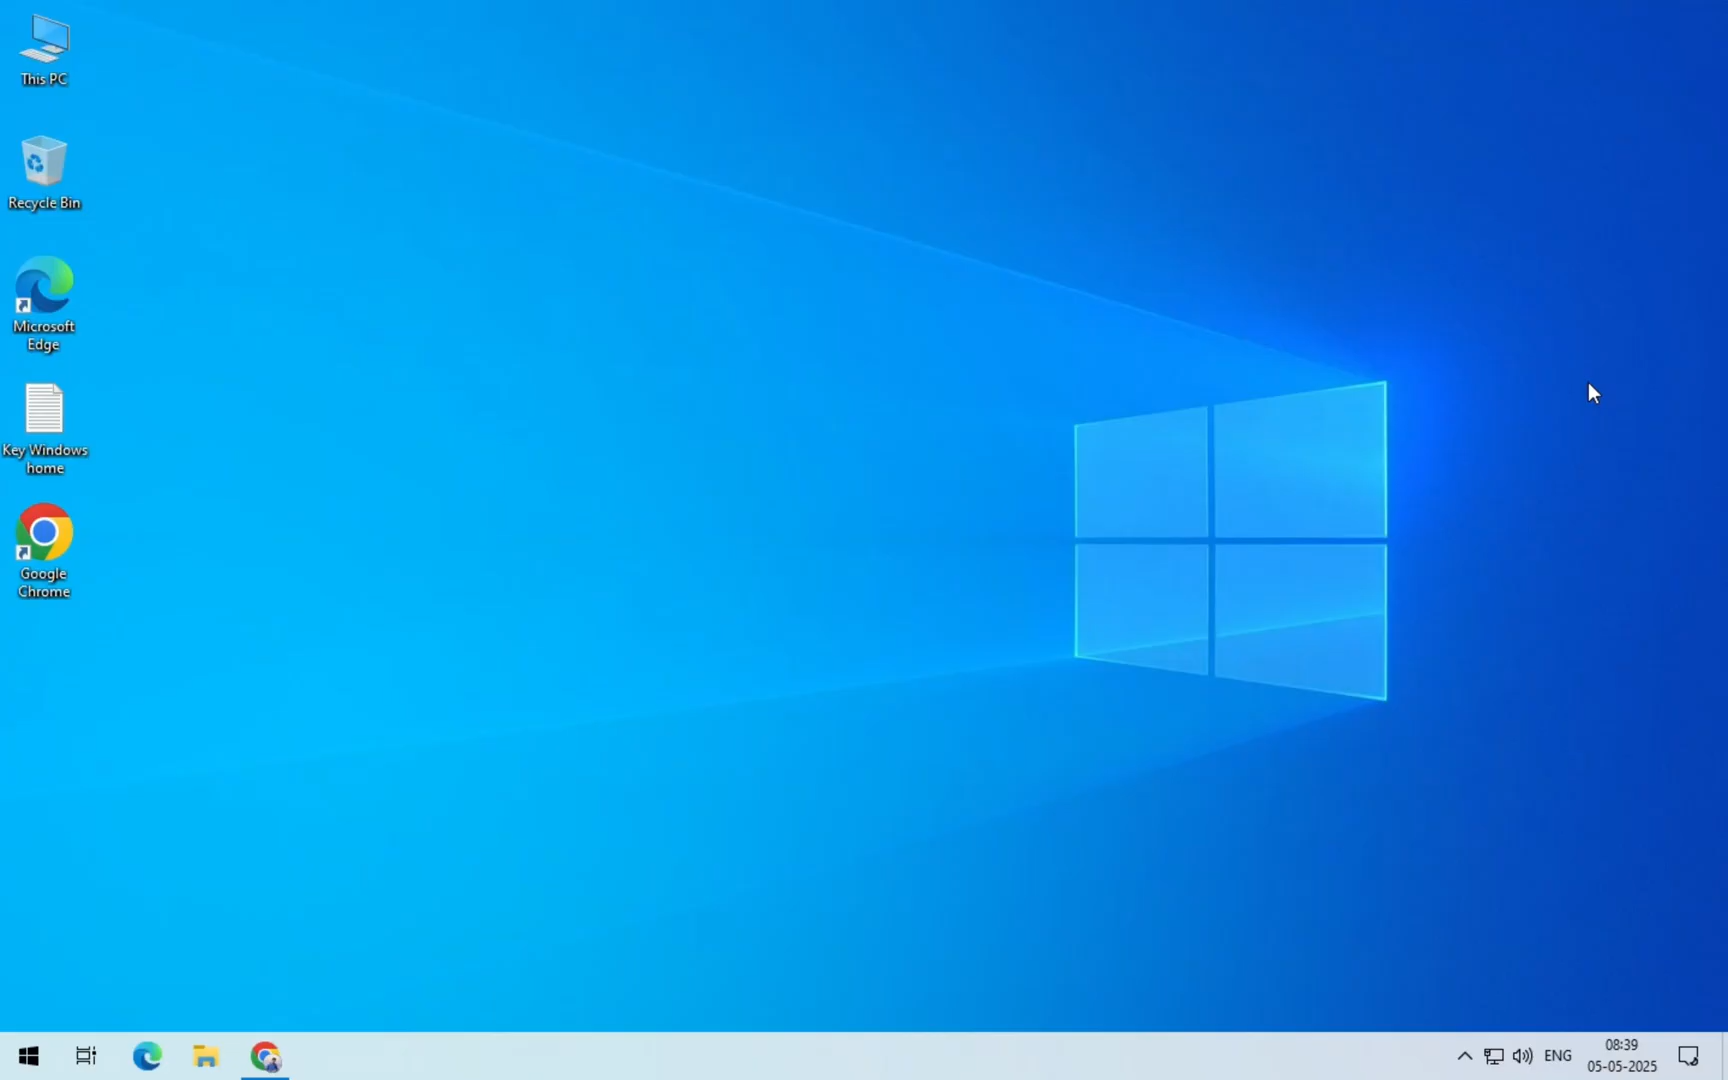 This PC
Recycle Bin
Microsoft
Edge
Key Windows
home
Google
Chrome
ENG
08:39
05-05-2025